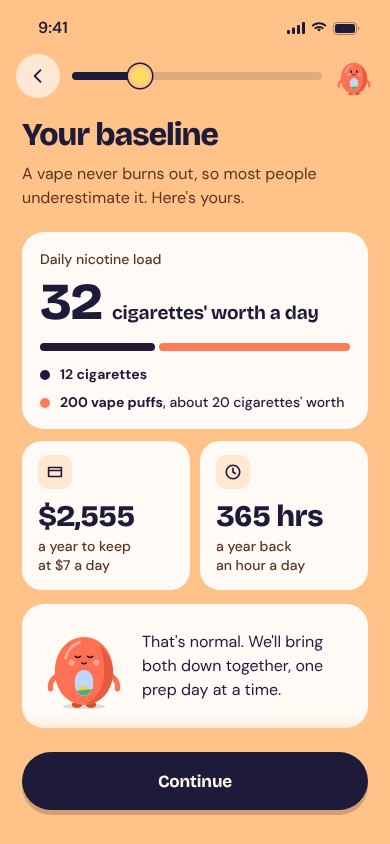 9:41
Your baseline
A vape never burns out, so most people
underestimate it. Here's yours.
Daily nicotine load
32 cigarettes' worth a day
12 cigarettes
200 vape puffs, about 20 cigarettes' worth
$2,555
a year to keep
at $7 a day
365 hrs
a year back
an hour a day
That's normal. We'll bring
both down together, one
prep day at a time.
Continue